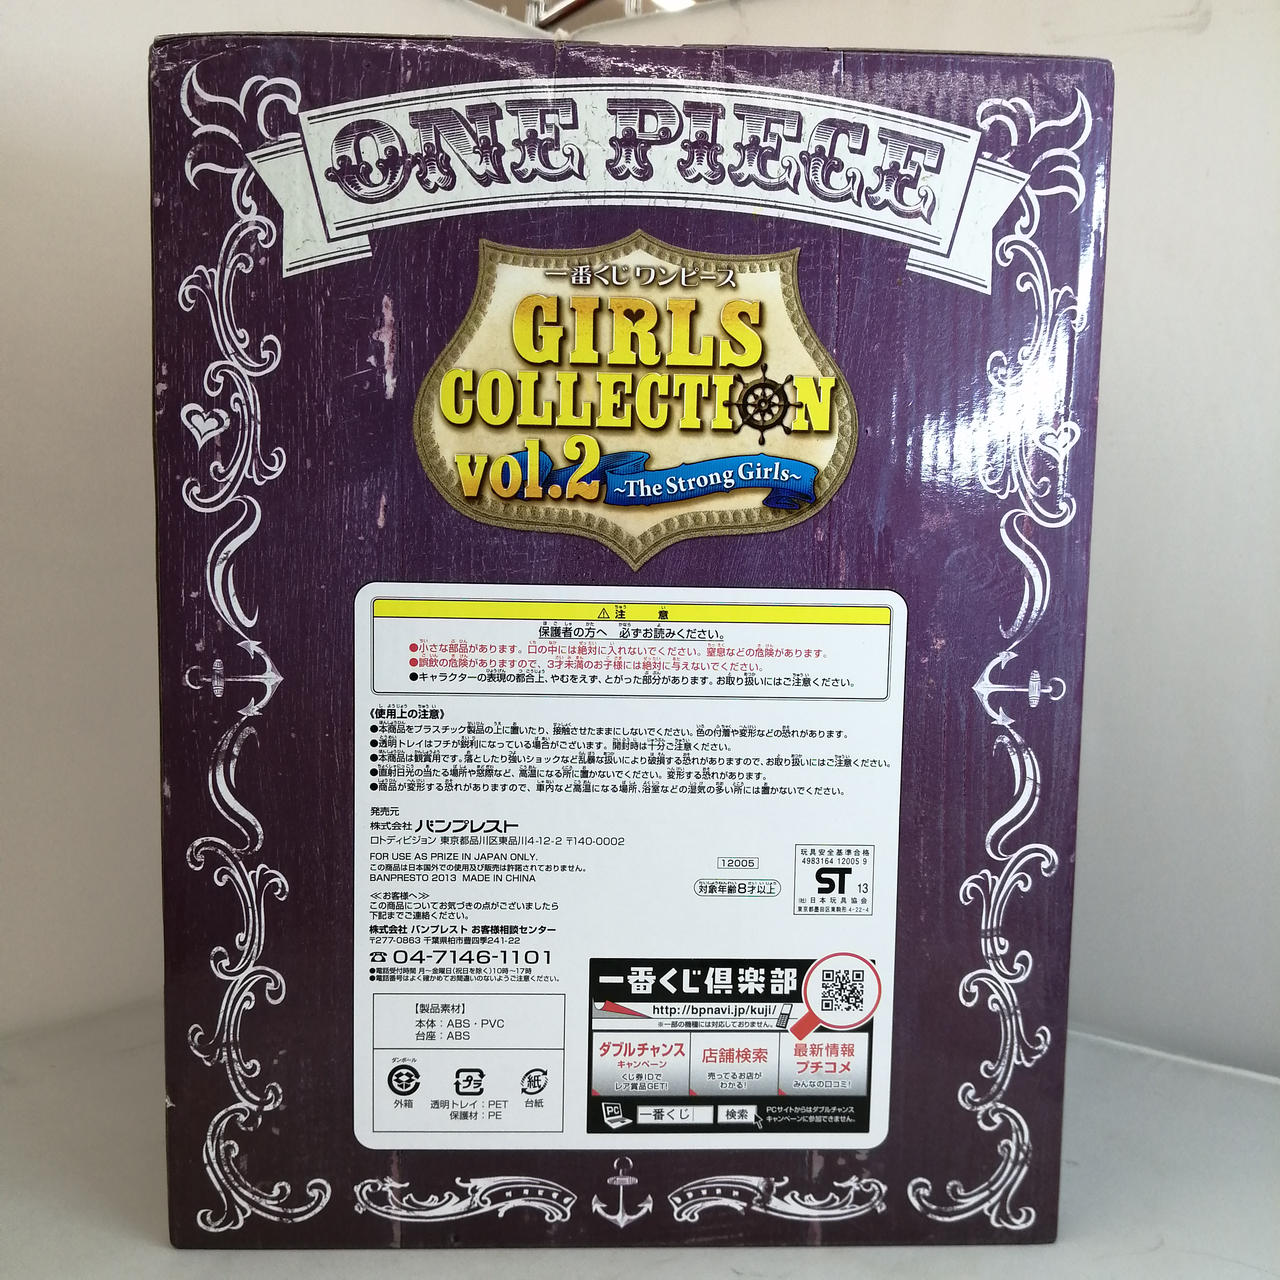 ONE PIECE
一番くじ ワンピース
GIRLS
COLLECTION
vol.2 ~The Strong Girls~
⚠注 意
保護者の方へ 必ずお読みください。
●小さな部品があります。口の中には絶対に入れないでください。窒息などの危険があります。
●誤飲の危険がありますので、3才未満のお子様には絶対に与えないでください。
●キャラクターの表現の都合上、やむをえず、とがった部分があります。お取り扱いにはご注意ください。
《使用上の注意》
●本商品をプラスチック製品の上に置いたり、接触させたままにしないでください。色の付着や変形などの恐れがあります。
●透明トレイはフチが鋭利になっている場合がございます。開封時は十分ご注意ください。
●本商品は観賞用です。落としたり強いショックなど乱暴な扱いにより破損する恐れがありますので、お取り扱いにはご注意ください。
●直射日光の当たる場所や窓際など、高温になる所に置かないでください。変形する恐れがあります。
●商品が変形する恐れがありますので、車内など高温になる場所、浴室などの湿気の多い所には置かないでください。
発売元
株式会社 バンプレスト
ロトディビジョン 東京都品川区東品川4-12-2 〒140-0002
FOR USE AS PRIZE IN JAPAN ONLY.
この商品は日本国外での使用及び販売は許諾されておりません。
BANPRESTO 2013 MADE IN CHINA
12005
対象年齢8才以上
玩具安全基準合格
4983164 12005 9
ST 13
(社)日本玩具協会
東京都墨田区東駒形 4-22-4
≪お客様へ≫
この商品についてお気づきの点がございましたら
下記までご連絡ください。
株式会社 バンプレスト お客様相談センター
〒277-0863 千葉県柏市豊四季241-22
☎ 04-7146-1101
●電話受付時間 月~金曜日(祝日を除く)10時~17時
●電話番号はよく確かめてお間違いのないようご注意ください。
【製品素材】
本体：ABS・PVC
台座：ABS
ダンボール
外箱
プラ
透明トレイ：PET
保護材：PE
紙
台紙
一番くじ倶楽部
http://bpnavi.jp/kuji/
※一部の機種には対応しておりません。
ダブルチャンス
キャンペーン
くじ券IDで
レア賞品GET!
店舗検索
売ってるお店が
わかる!
最新情報
プチコメ
みんなの口コミ!
PC 一番くじ 検索
PCサイトからはダブルチャンス
キャンペーンに参加できません。